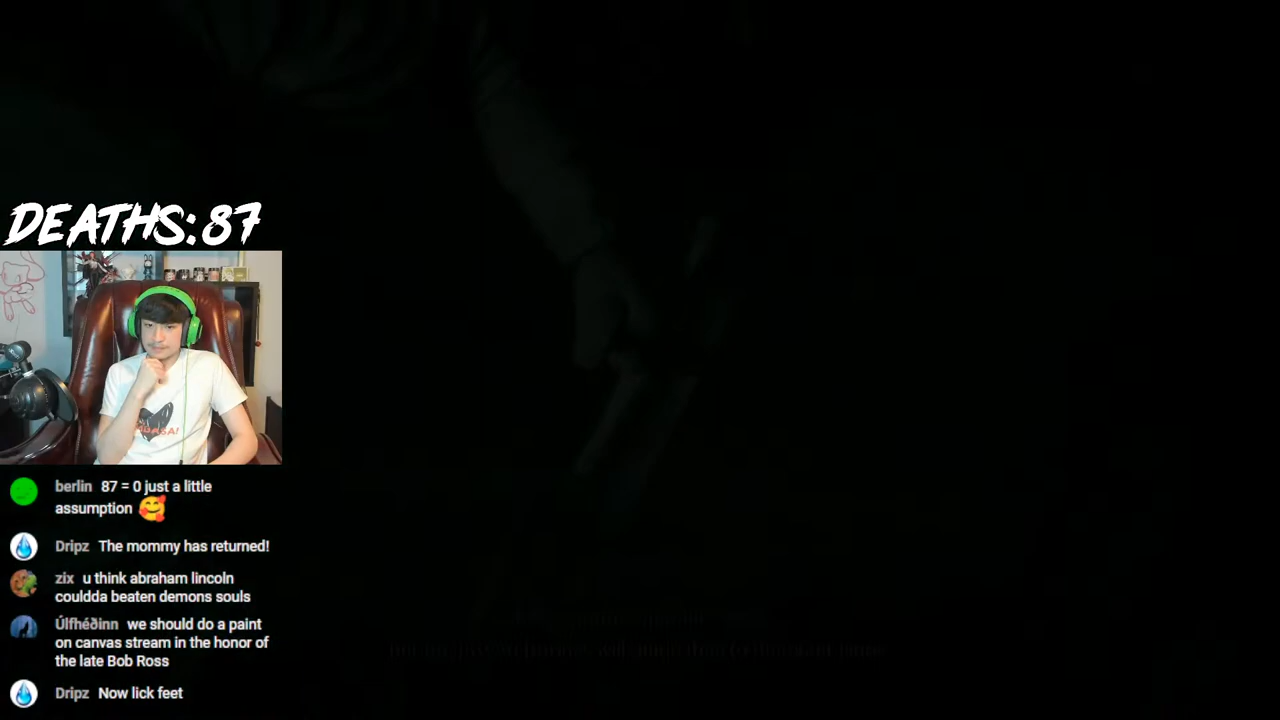 DEATHS:87
berlin 87 = 0 just a little
assumption 🥰
Dripz The mommy has returned!
zix u think abraham lincoln
couldda beaten demons souls
Úlfhéðinn we should do a paint
on canvas stream in the honor of
the late Bob Ross
Dripz Now lick feet